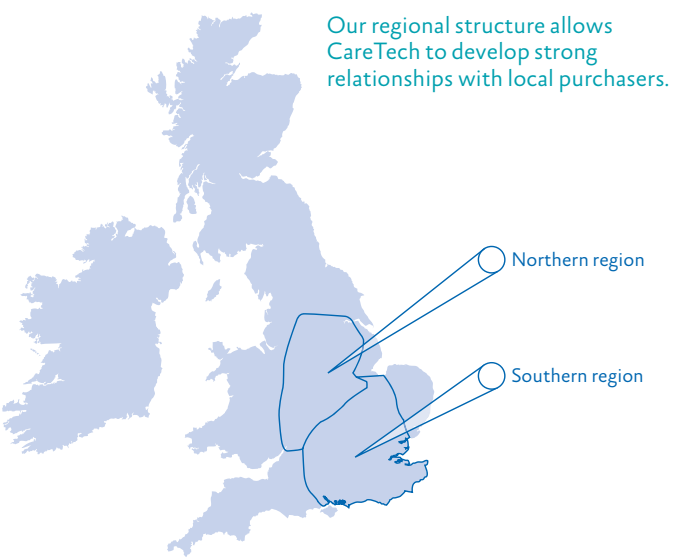 Our regional structure allows
CareTech to develop strong
relationships with local purchasers.
Northern region
Southern region